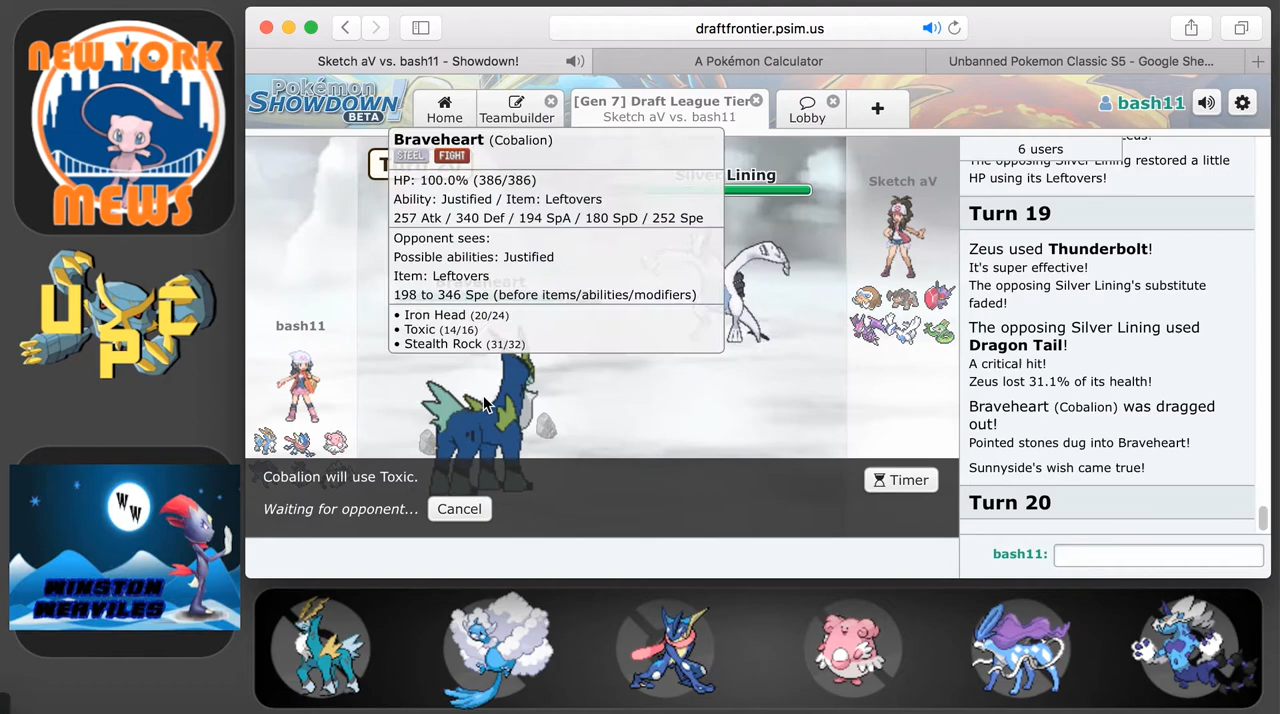 NEW YORK
MEWS
UPC
WW
WINSTON
WEAVILES
draftfrontier.psim.us
Sketch aV vs. bash11 - Showdown!
A Pokémon Calculator
Unbanned Pokemon Classic S5 - Google She...
Pokémon
SHOWDOWN!
BETA
Home
Teambuilder
[Gen 7] Draft League Tier
Sketch aV vs. bash11
Lobby
bash11
6 users
Braveheart (Cobalion)
STEEL FIGHT
HP: 100.0% (386/386)
Ability: Justified / Item: Leftovers
257 Atk / 340 Def / 194 SpA / 180 SpD / 252 Spe
Opponent sees:
Possible abilities: Justified
Item: Leftovers
198 to 346 Spe (before items/abilities/modifiers)
• Iron Head (20/24)
• Toxic (14/16)
• Stealth Rock (31/32)
Silver Lining
Sketch aV
bash11
Cobalion will use Toxic.
Waiting for opponent...
Cancel
Timer
The opposing Silver Lining restored a little
HP using its Leftovers!
Turn 19
Zeus used Thunderbolt!
It's super effective!
The opposing Silver Lining's substitute
faded!
The opposing Silver Lining used
Dragon Tail!
A critical hit!
Zeus lost 31.1% of its health!
Braveheart (Cobalion) was dragged
out!
Pointed stones dug into Braveheart!
Sunnyside's wish came true!
Turn 20
bash11: